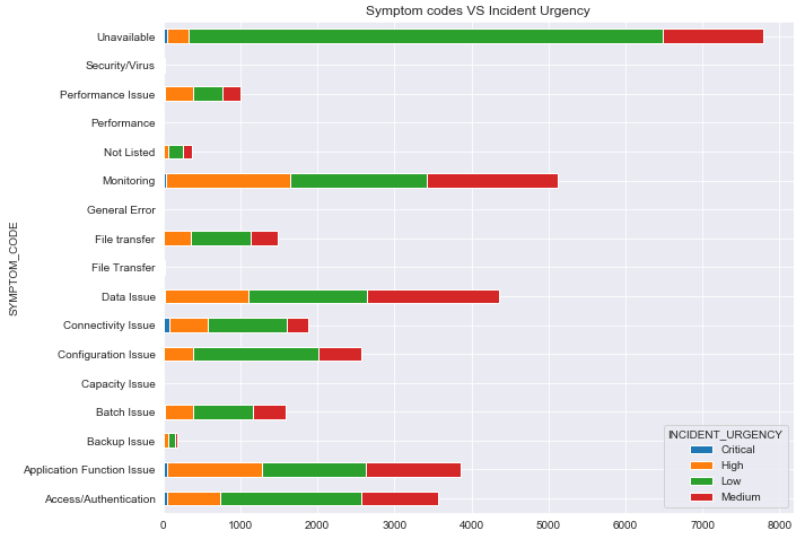 Symptom codes VS Incident Urgency
SYMPTOM_CODE
Unavailable
Security/Virus
Performance Issue
Performance
Not Listed
Monitoring
General Error
File transfer
File Transfer
Data Issue
Connectivity Issue
Configuration Issue
Capacity Issue
Batch Issue
Backup Issue
Application Function Issue
Access/Authentication
0 1000 2000 3000 4000 5000 6000 7000 8000
INCIDENT_URGENCY
Critical
High
Low
Medium